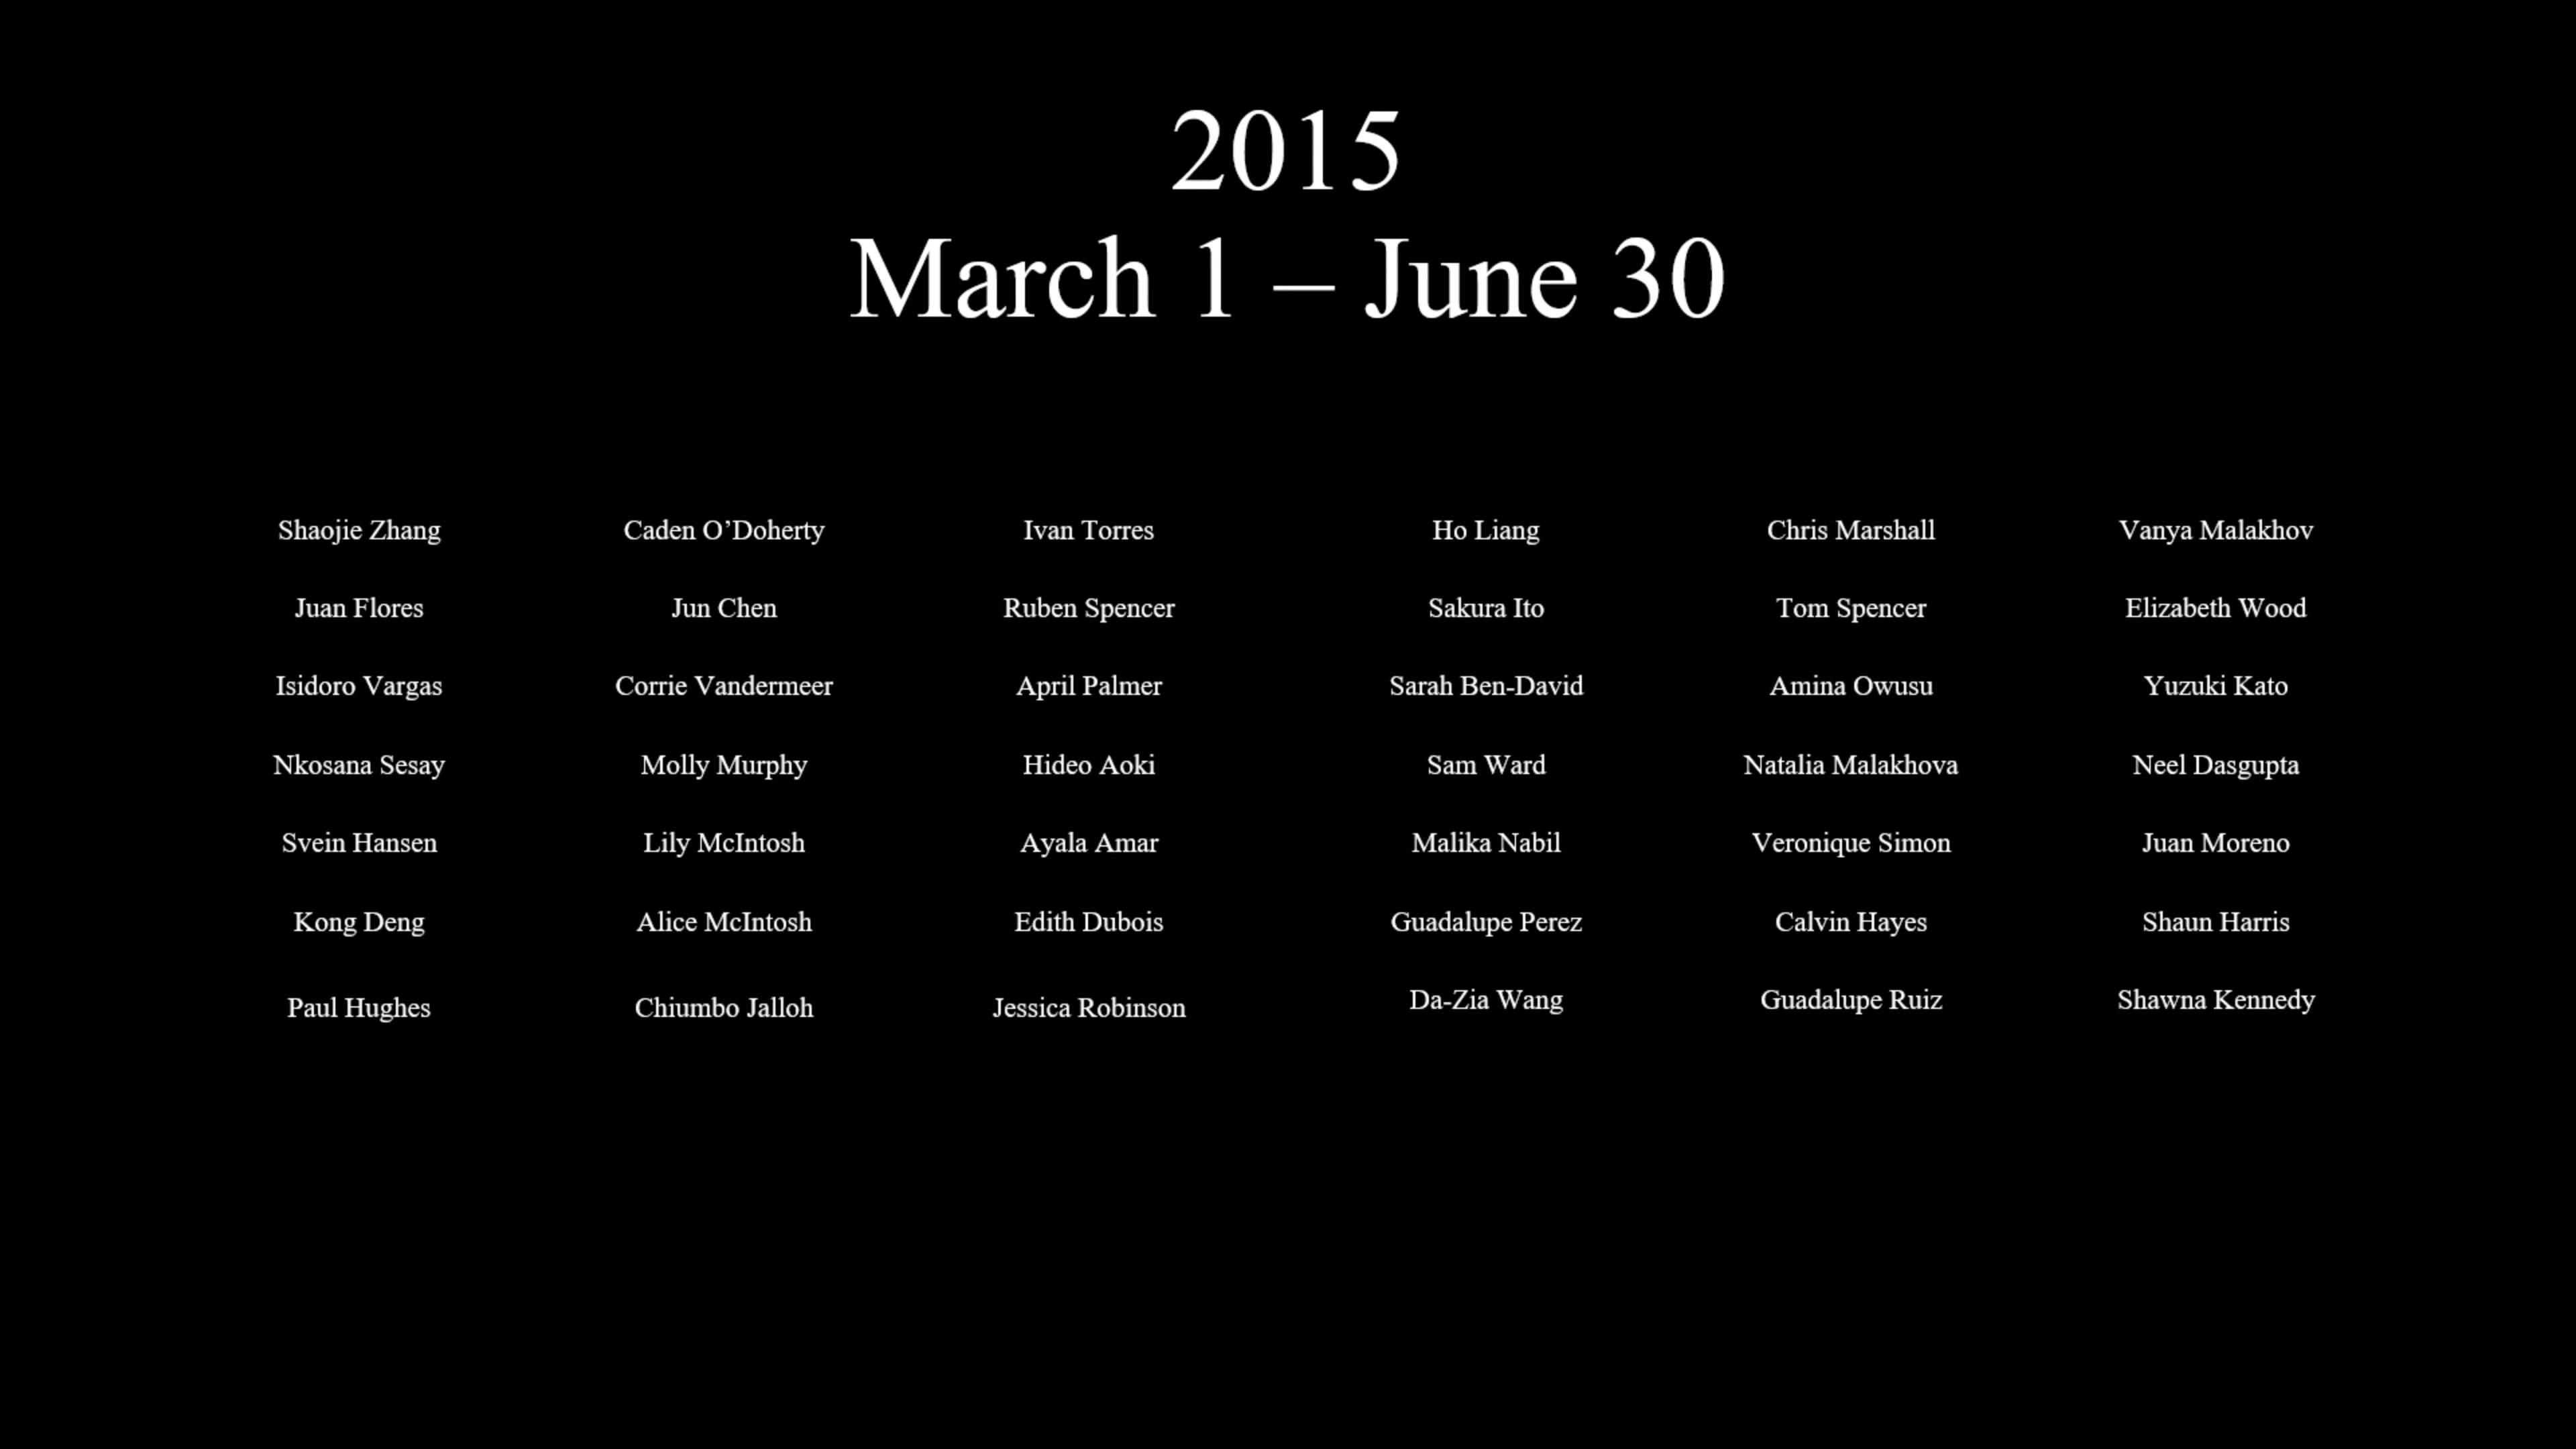 2015
March 1 – June 30
Shaojie Zhang Caden O’Doherty Ivan Torres Ho Liang Chris Marshall Vanya Malakhov
Juan Flores Jun Chen Ruben Spencer Sakura Ito Tom Spencer Elizabeth Wood
Isidoro Vargas Corrie Vandermeer April Palmer Sarah Ben-David Amina Owusu Yuzuki Kato
Nkosana Sesay Molly Murphy Hideo Aoki Sam Ward Natalia Malakhova Neel Dasgupta
Svein Hansen Lily McIntosh Ayala Amar Malika Nabil Veronique Simon Juan Moreno
Kong Deng Alice McIntosh Edith Dubois Guadalupe Perez Calvin Hayes Shaun Harris
Paul Hughes Chiumbo Jalloh Jessica Robinson Da-Zia Wang Guadalupe Ruiz Shawna Kennedy